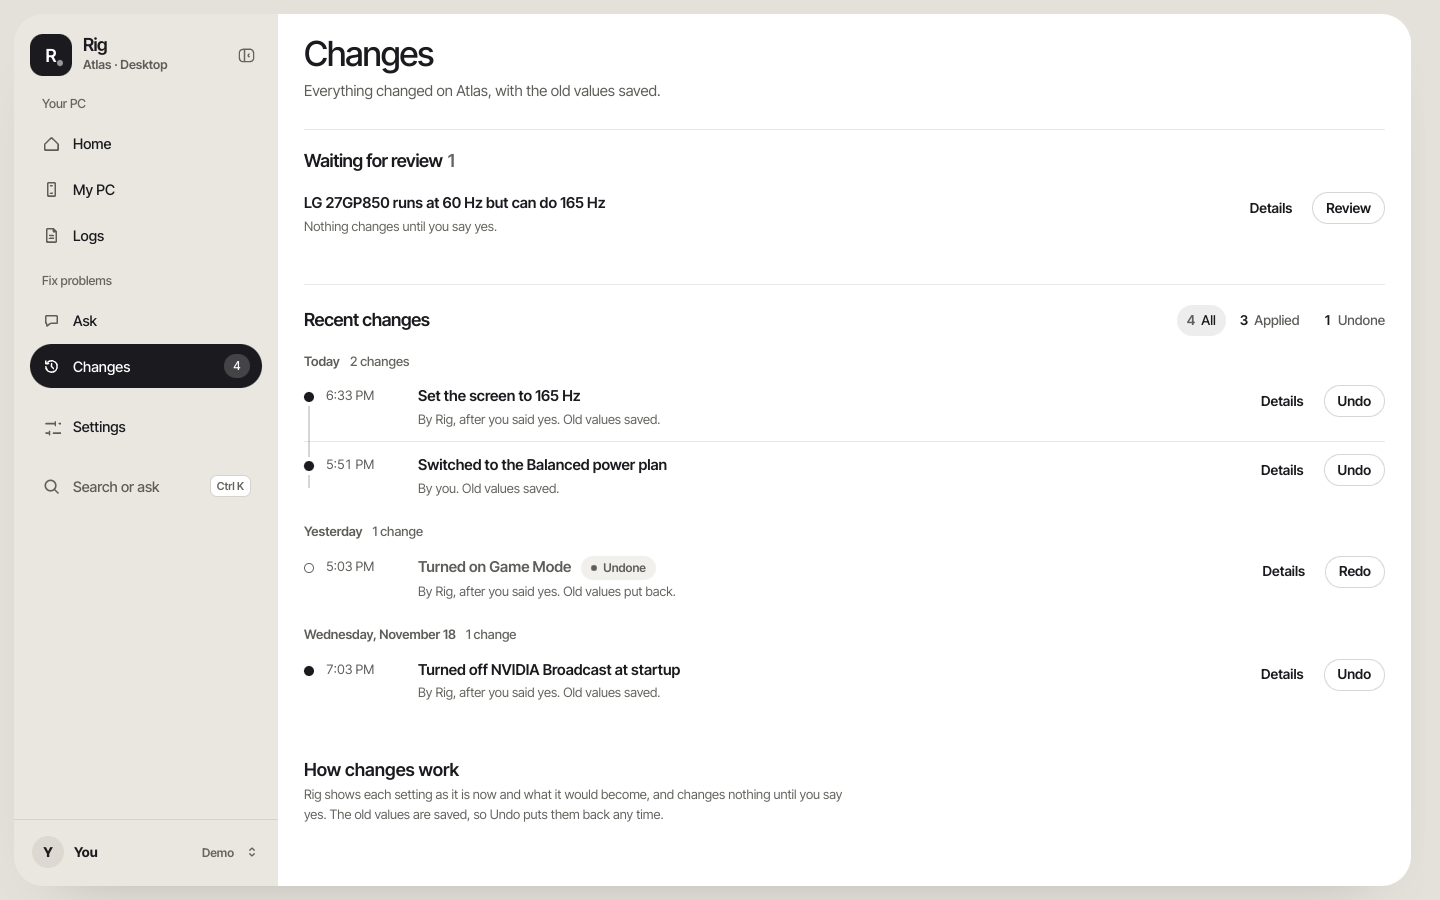 R
Rig
Atlas · Desktop
Your PC
Home
My PC
Logs
Fix problems
Ask
Changes 4
Settings
Search or ask Ctrl K
Y You Demo
Changes
Everything changed on Atlas, with the old values saved.
Waiting for review 1
LG 27GP850 runs at 60 Hz but can do 165 Hz
Nothing changes until you say yes.
Details Review
Recent changes
4 All 3 Applied 1 Undone
Today 2 changes
6:33 PM Set the screen to 165 Hz
By Rig, after you said yes. Old values saved.
Details Undo
5:51 PM Switched to the Balanced power plan
By you. Old values saved.
Details Undo
Yesterday 1 change
5:03 PM Turned on Game Mode Undone
By Rig, after you said yes. Old values put back.
Details Redo
Wednesday, November 18 1 change
7:03 PM Turned off NVIDIA Broadcast at startup
By Rig, after you said yes. Old values saved.
Details Undo
How changes work
Rig shows each setting as it is now and what it would become, and changes nothing until you say
yes. The old values are saved, so Undo puts them back any time.